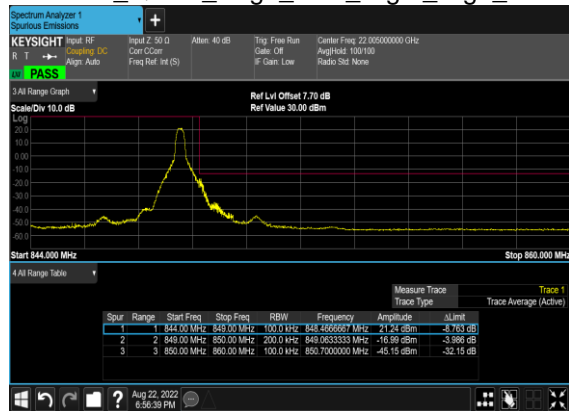 Spectrum Analyzer 1
Spurious Emissions
+
KEYSIGHT Input: RF Input Z: 50 Ω Atten: 40 dB Trig: Free Run Center Freq: 22.005000000 GHz
R T Coupling: DC Corr CCorr Gate: Off Avg|Hold: 100/100
Align: Auto Freq Ref: Int (S) IF Gain: Low Radio Std: None
LM PASS
3 All Range Graph
Ref Lvl Offset 7.70 dB
Scale/Div 10.0 dB Ref Value 30.00 dBm
Log
20.0
10.0
0.00
-10.0
-20.0
-30.0
-40.0
-50.0
-60.0
Start 844.000 MHz Stop 860.000 MHz
4 All Range Table
Measure Trace Trace 1
Trace Type Trace Average (Active)
Spur Range Start Freq Stop Freq RBW Frequency Amplitude ΔLimit
1 1 844.00 MHz 849.00 MHz 100.0 kHz 848.4666667 MHz 21.24 dBm -8.763 dB
2 2 849.00 MHz 850.00 MHz 200.0 kHz 849.0633333 MHz -16.99 dBm -3.986 dB
3 3 850.00 MHz 860.00 MHz 100.0 kHz 850.7000000 MHz -45.15 dBm -32.15 dB
? Aug 22, 2022
6:56:39 PM